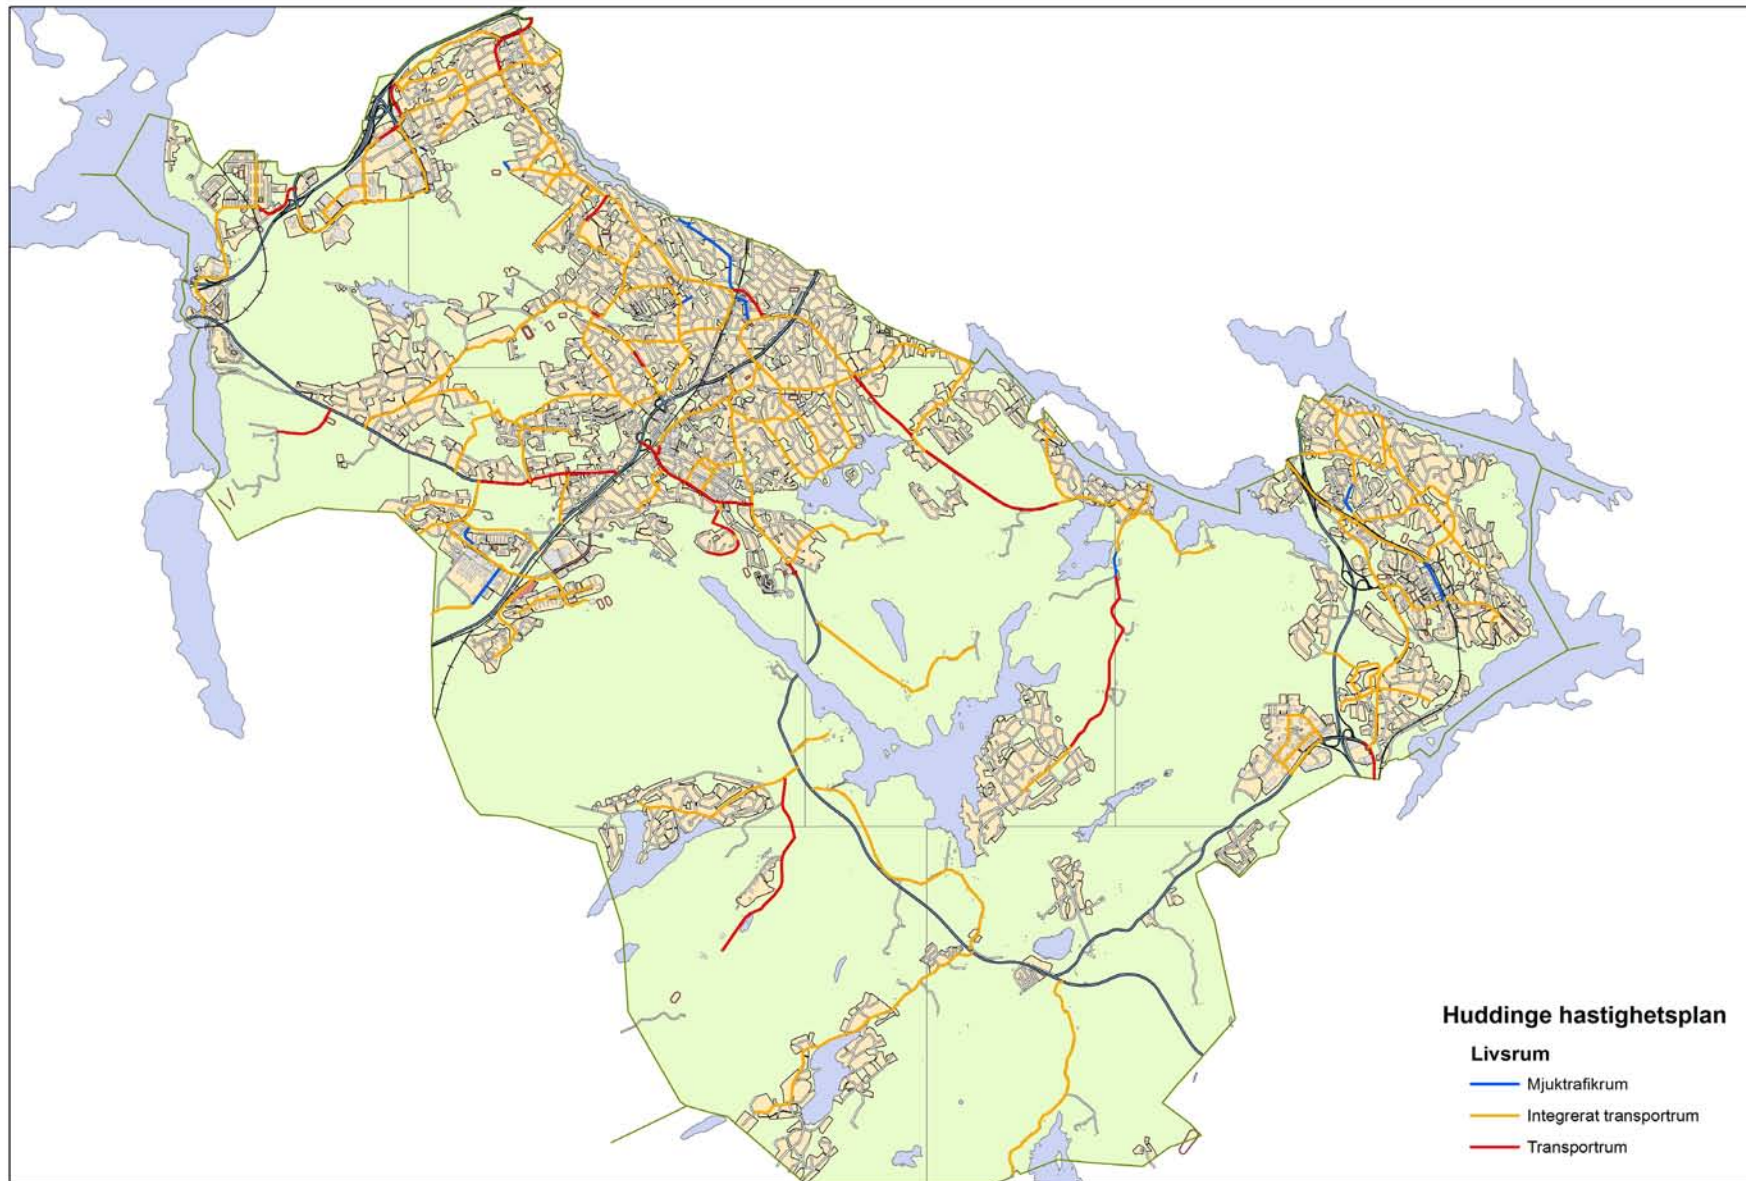 Huddinge hastighetsplan
Livsrum
Mjuktrafikrum
Integrerat transportrum
Transportrum